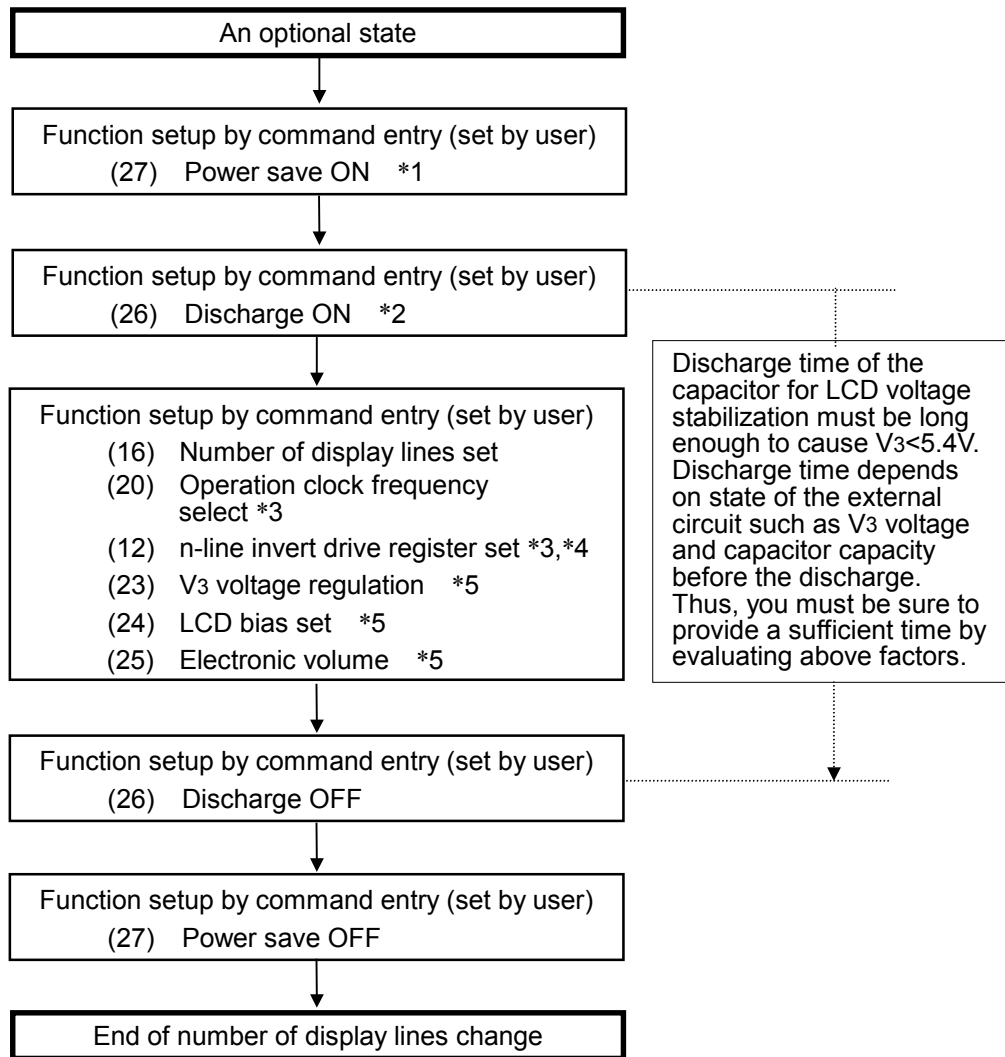 An optional state
Function setup by command entry (set by user)
(27) Power save ON *1
Function setup by command entry (set by user)
(26) Discharge ON *2
Function setup by command entry (set by user)
(16) Number of display lines set
(20) Operation clock frequency
select *3
(12) n-line invert drive register set *3,*4
(23) V3 voltage regulation *5
(24) LCD bias set *5
(25) Electronic volume *5
Discharge time of the
capacitor for LCD voltage
stabilization must be long
enough to cause V3<5.4V.
Discharge time depends
on state of the external
circuit such as V3 voltage
and capacitor capacity
before the discharge.
Thus, you must be sure to
provide a sufficient time by
evaluating above factors.
Function setup by command entry (set by user)
(26) Discharge OFF
Function setup by command entry (set by user)
(27) Power save OFF
End of number of display lines change